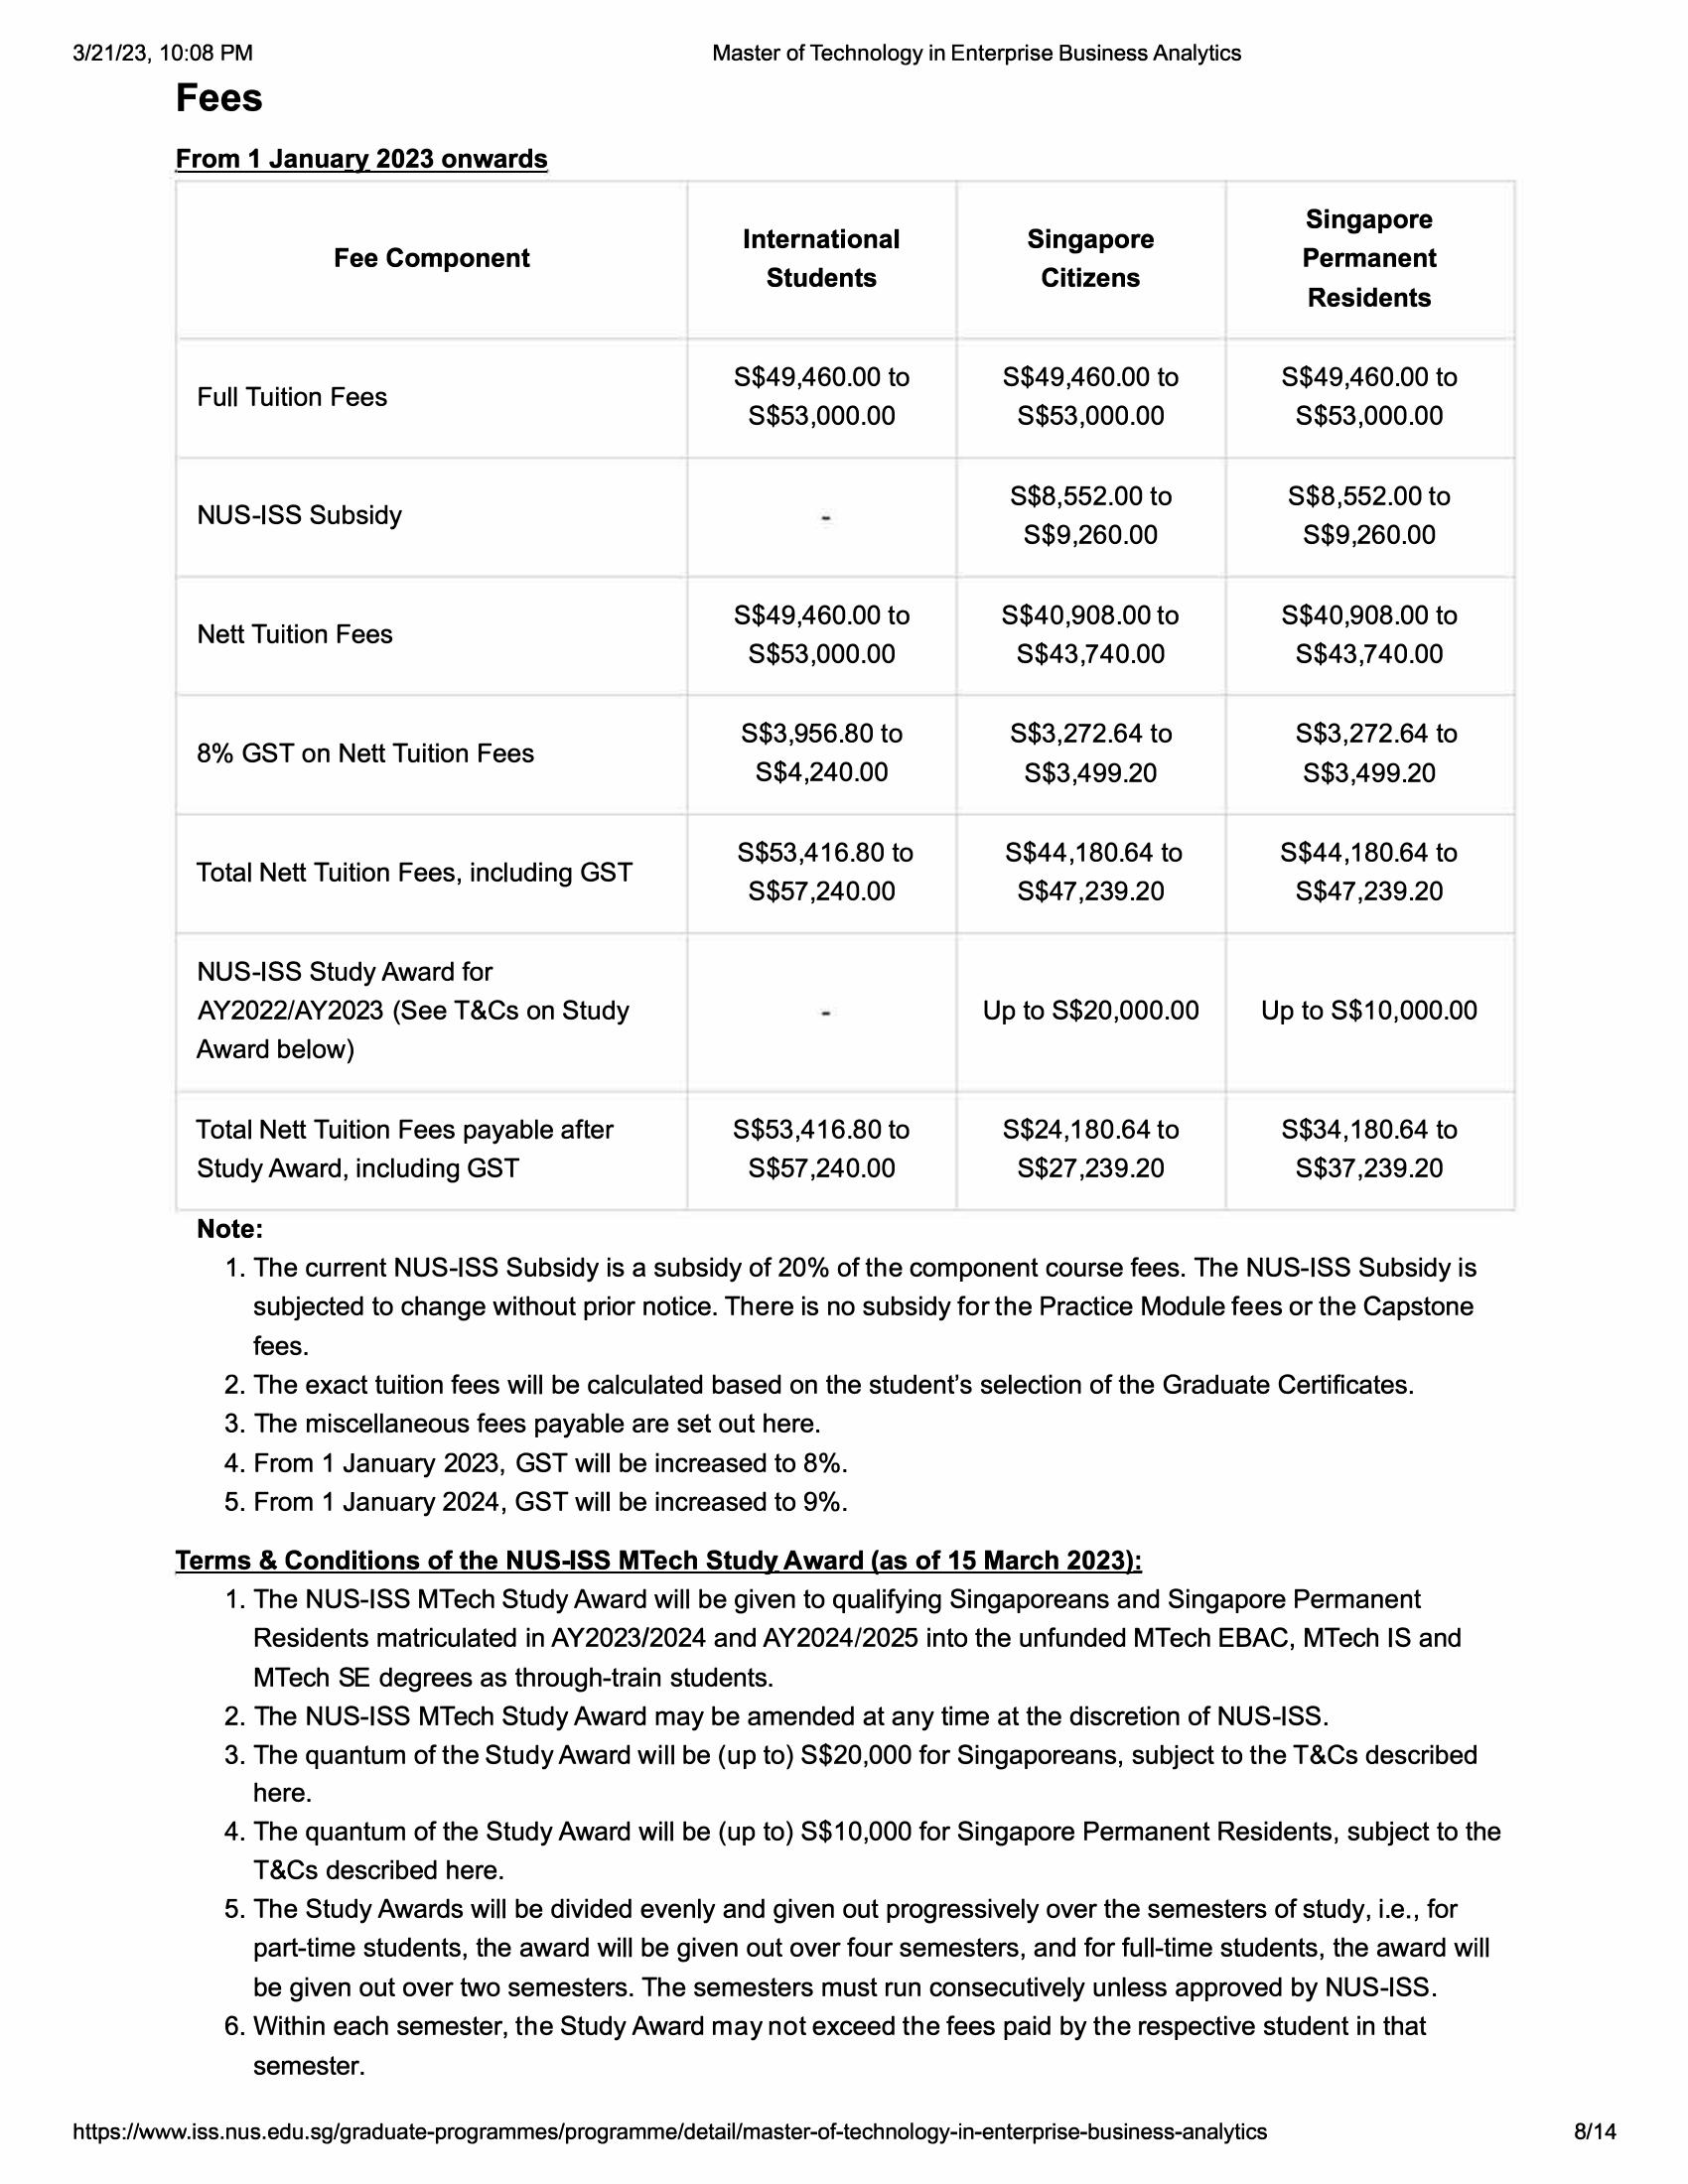 3/21/23, 10:08 PM
Master of Technology in Enterprise Business Analytics
Fees
From 1 January 2023 onwards
Fee Component
International
Students
Singapore
Citizens
Singapore
Permanent
Residents
Full Tuition Fees
S$49,460.00 to
S$53,000.00
S$49,460.00 to
S$53,000.00
S$49,460.00 to
S$53,000.00
NUS-ISS Subsidy
-
S$8,552.00 to
S$9,260.00
S$8,552.00 to
S$9,260.00
Nett Tuition Fees
S$49,460.00 to
S$53,000.00
S$40,908.00 to
S$43,740.00
S$40,908.00 to
S$43,740.00
8% GST on Nett Tuition Fees
S$3,956.80 to
S$4,240.00
S$3,272.64 to
S$3,499.20
S$3,272.64 to
S$3,499.20
Total Nett Tuition Fees, including GST
S$53,416.80 to
S$57,240.00
S$44,180.64 to
S$47,239.20
S$44,180.64 to
S$47,239.20
NUS-ISS Study Award for
AY2022/AY2023 (See T&Cs on Study
Award below)
-
Up to S$20,000.00
Up to S$10,000.00
Total Nett Tuition Fees payable after
Study Award, including GST
S$53,416.80 to
S$57,240.00
S$24,180.64 to
S$27,239.20
S$34,180.64 to
S$37,239.20
Note:
1. The current NUS-ISS Subsidy is a subsidy of 20% of the component course fees. The NUS-ISS Subsidy is
subjected to change without prior notice. There is no subsidy for the Practice Module fees or the Capstone
fees.
2. The exact tuition fees will be calculated based on the student’s selection of the Graduate Certificates.
3. The miscellaneous fees payable are set out here.
4. From 1 January 2023, GST will be increased to 8%.
5. From 1 January 2024, GST will be increased to 9%.
Terms & Conditions of the NUS-ISS MTech Study Award (as of 15 March 2023):
1. The NUS-ISS MTech Study Award will be given to qualifying Singaporeans and Singapore Permanent
Residents matriculated in AY2023/2024 and AY2024/2025 into the unfunded MTech EBAC, MTech IS and
MTech SE degrees as through-train students.
2. The NUS-ISS MTech Study Award may be amended at any time at the discretion of NUS-ISS.
3. The quantum of the Study Award will be (up to) S$20,000 for Singaporeans, subject to the T&Cs described
here.
4. The quantum of the Study Award will be (up to) S$10,000 for Singapore Permanent Residents, subject to the
T&Cs described here.
5. The Study Awards will be divided evenly and given out progressively over the semesters of study, i.e., for
part-time students, the award will be given out over four semesters, and for full-time students, the award will
be given out over two semesters. The semesters must run consecutively unless approved by NUS-ISS.
6. Within each semester, the Study Award may not exceed the fees paid by the respective student in that
semester.
https://www.iss.nus.edu.sg/graduate-programmes/programme/detail/master-of-technology-in-enterprise-business-analytics
8/14